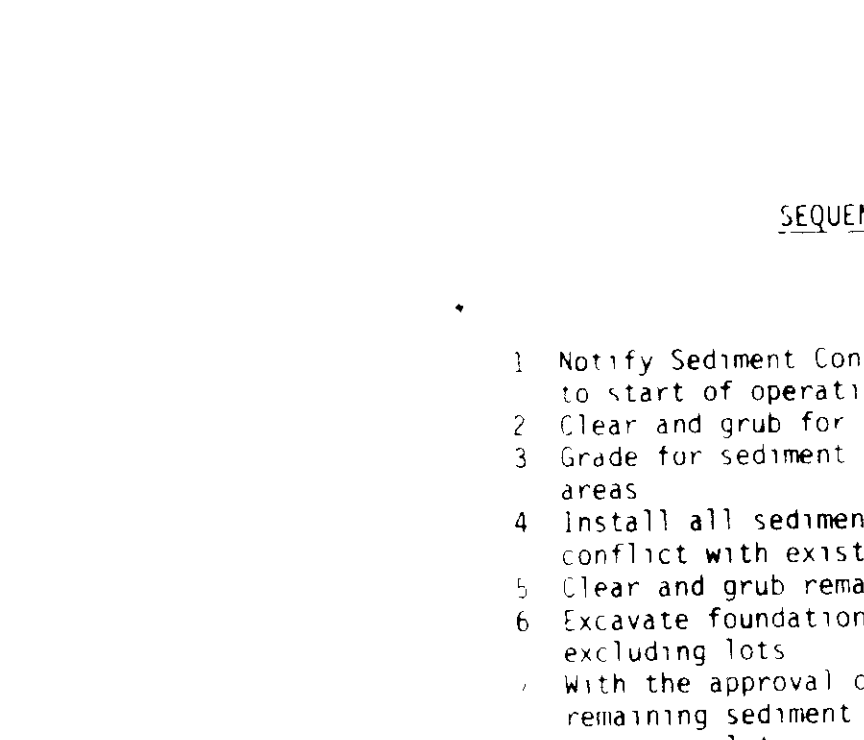 SEQUEN
1 Notify Sediment Con
to start of operati
2 Clear and grub for
3 Grade for sediment
areas
4 Install all sedimen
conflict with exist
5 Clear and grub rema
6 Excavate foundation
excluding lots
With the approval o
remaining sediment